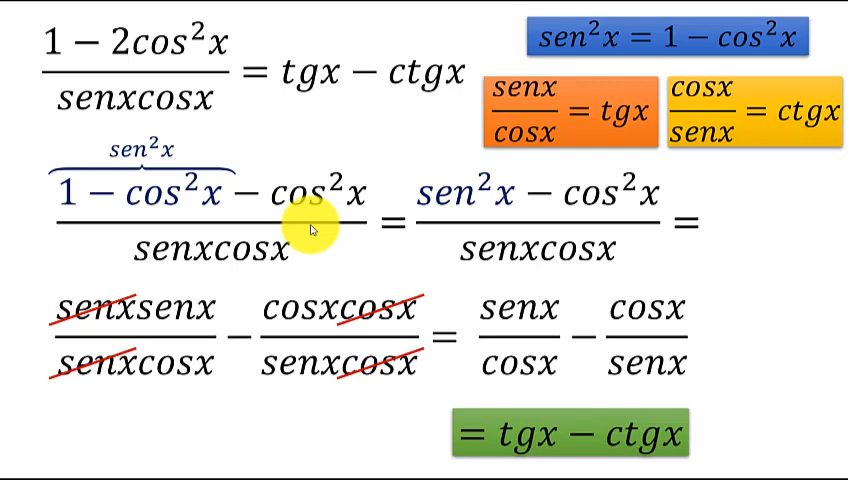 1 − 2cos²x / senxcosx = tgx − ctgx
sen²x = 1 − cos²x
senx / cosx = tgx
cosx / senx = ctgx
sen²x
1 − cos²x − cos²x / senxcosx = sen²x − cos²x / senxcosx =
senxsenx / senxcosx − cosxcosx / senxcosx = senx / cosx − cosx / senx
= tgx − ctgx